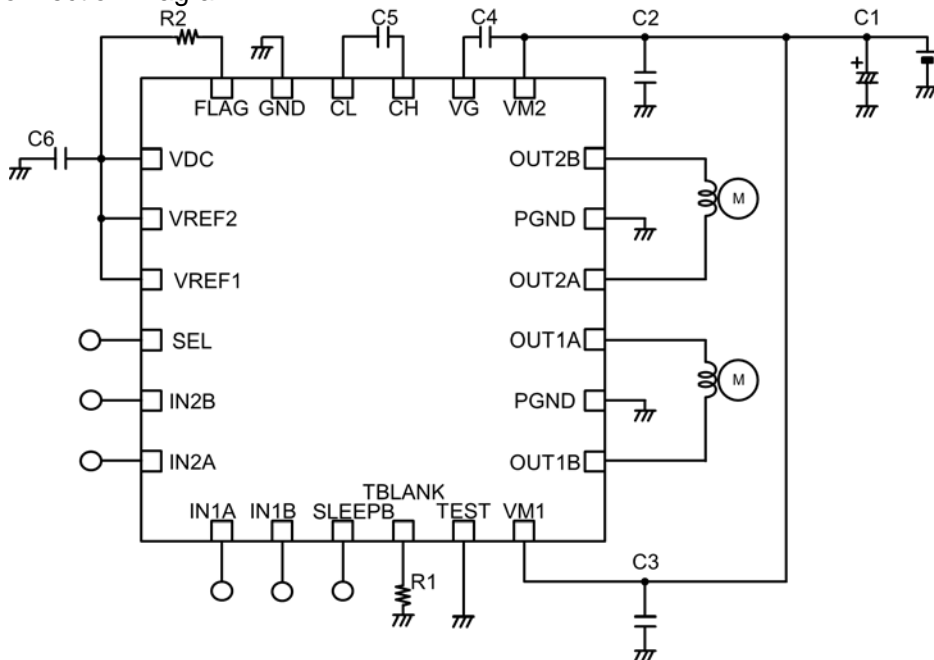 R2
C5
C4
C2
C1
+
FLAG
GND
CL
CH
VG
VM2
C6
VDC
OUT2B
M
VREF2
PGND
VREF1
OUT2A
SEL
OUT1A
M
IN2B
PGND
IN2A
OUT1B
TBLANK
IN1A
IN1B
SLEEPB
TEST
VM1
R1
C3